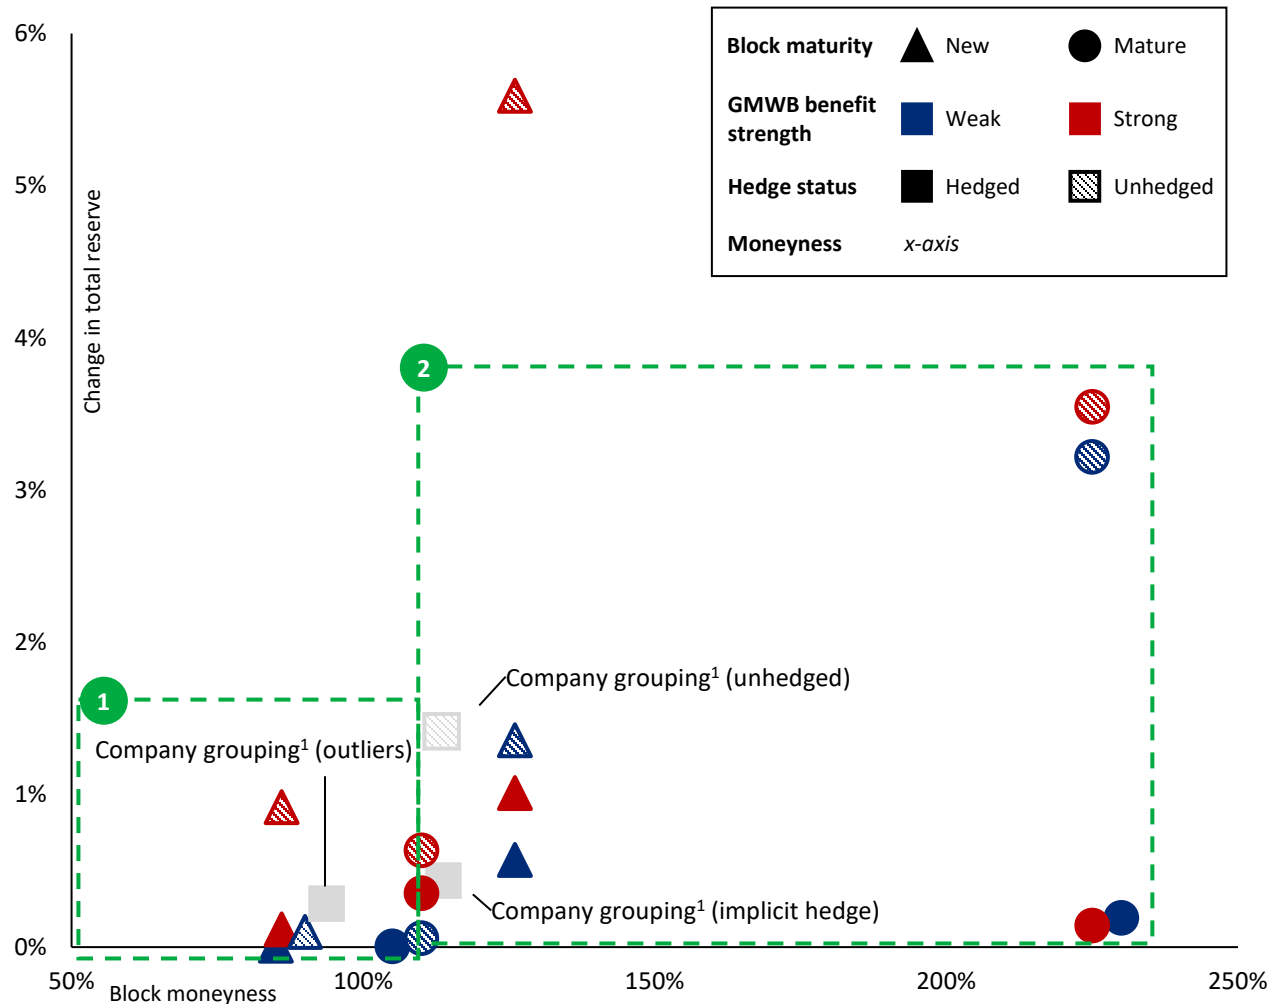 6%
5%
4%
3%
2%
1%
0%
Change in total reserve
Block maturity New Mature
GMWB benefit
strength Weak Strong
Hedge status Hedged Unhedged
Moneyness x-axis
2
1
Company grouping¹ (unhedged)
Company grouping¹ (outliers)
Company grouping¹ (implicit hedge)
50% 100% 150% 200% 250%
Block moneyness